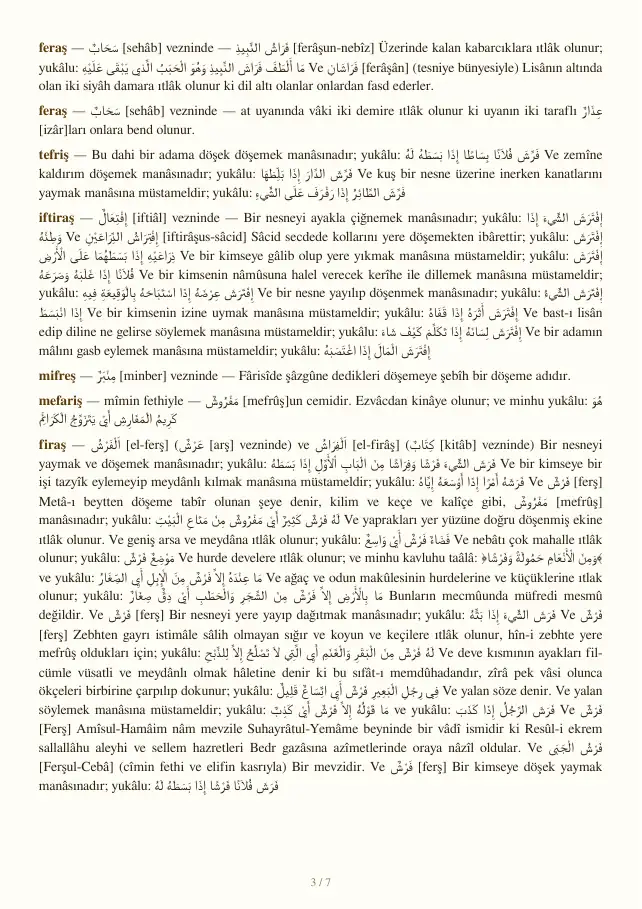 feraş — سَحَابٌ [sehâb] vezninde — فَرَاشُ النَّبِيذِ [ferâşun-nebîz] Üzerinde kalan kabarcıklara ıtlâk olunur;
yukâlu: مَا أَلْطَفَ فَرَاشَ النَّبِيذِ وَهُوَ الْحَبَبُ الَّذِي يَبْقَى عَلَيْهِ Ve فَرَاشَانِ [ferâşân] (tesniye bünyesiyle) Lisânın altında
olan iki siyâh damara ıtlâk olunur ki dil altı olanlar onlardan fasd ederler.
feraş — سَحَابٌ [sehâb] vezninde — at uyanında vâki iki demire ıtlâk olunur ki uyanın iki taraflı عِذَارٌ
[izâr]ları onlara bend olunur.
tefriş — Bu dahi bir adama döşek döşemek manâsınadır; yukâlu: فَرَّشَ فُلَانًا بِسَاطًا إِذَا بَسَطَهُ لَهُ Ve zemîne
kaldırım döşemek manâsınadır; yukâlu: فَرَّشَ الدَّارَ إِذَا بَلَّطَهَا Ve kuş bir nesne üzerine inerken kanatlarını
yaymak manâsına müstameldir; yukâlu: فَرَّشَ الطَّائِرُ إِذَا رَفْرَفَ عَلَى الشَّيْءِ
iftiraş — إِفْتِعَالٌ [iftiâl] vezninde — Bir nesneyi ayakla çiğnemek manâsınadır; yukâlu: إِفْتَرَشَ الشَّيْءَ إِذَا
وَطِئَهُ Ve إِفْتِرَاشُ الذِّرَاعَيْنِ [iftirâşus-sâcid] Sâcid secdede kollarını yere döşemekten ibârettir; yukâlu: إِفْتَرَشَ
ذِرَاعَيْهِ إِذَا بَسَطَهُمَا عَلَى الْأَرْضِ Ve bir kimseye gâlib olup yere yıkmak manâsına müstameldir; yukâlu: إِفْتَرَشَ
فُلَانًا إِذَا غَلَبَهُ وَصَرَعَهُ Ve bir kimsenin nâmûsuna halel verecek kerîhe ile dillemek manâsına müstameldir;
yukâlu: إِفْتَرَشَ عِرْضَهُ إِذَا اسْتَبَاحَهُ بِالْوَقِيعَةِ فِيهِ Ve bir nesne yayılıp döşenmek manâsınadır; yukâlu: إِفْتَرَشَ الشَّيْءُ
إِذَا انْبَسَطَ Ve bir kimsenin izine uymak manâsına müstameldir; yukâlu: إِفْتَرَشَ أَثَرَهُ إِذَا قَفَاهُ Ve bast-ı lisân
edip diline ne gelirse söylemek manâsına müstameldir; yukâlu: إِفْتَرَشَ لِسَانَهُ إِذَا تَكَلَّمَ كَيْفَ شَاءَ Ve bir adamın
mâlını gasb eylemek manâsına müstameldir; yukâlu: إِفْتَرَشَ الْمَالَ إِذَا اغْتَصَبَهُ
mifreş — مِنْبَرٌ [minber] vezninde — Fârisîde şâzgûne dedikleri döşemeye şebîh bir döşeme adıdır.
mefariş — mîmin fethiyle — مَفْرُوشٌ [mefrûş]un cemidir. Ezvâcdan kinâye olunur; ve minhu yukâlu: هُوَ
كَرِيمُ الْمَفَارِشِ أَيْ يَتَزَوَّجُ الْكَرَائِمَ
firaş — اَلْفَرْشُ [el-ferş] (عَرْشٌ [arş] vezninde) ve اَلْفِرَاشُ [el-firâş] (كِتَابٌ [kitâb] vezninde) Bir nesneyi
yaymak ve döşemek manâsınadır; yukâlu: فَرَشَ الشَّيْءَ فَرْشًا وَفِرَاشًا مِنَ الْبَابِ الْأَوَّلِ إِذَا بَسَطَهُ Ve bir kimseye bir
işi tazyîk eylemeyip meydânlı kılmak manâsına müstameldir; yukâlu: فَرَشَهُ أَمْرًا إِذَا أَوْسَعَهُ إِيَّاهُ Ve فَرْشٌ [ferş]
Metâ-ı beytten döşeme tabîr olunan şeye denir, kilim ve keçe ve kalîçe gibi, مَفْرُوشٌ [mefrûş]
manâsınadır; yukâlu: لَهُ فَرْشٌ كَثِيرٌ أَيْ مَفْرُوشٌ مِنْ مَتَاعِ الْبَيْتِ Ve yaprakları yer yüzüne doğru döşenmiş ekine
ıtlâk olunur. Ve geniş arsa ve meydâna ıtlâk olunur; yukâlu: فَضَاءٌ فَرْشٌ أَيْ وَاسِعٌ Ve nebâtı çok mahalle ıtlâk
olunur; yukâlu: مَوْضِعٌ فَرْشٌ Ve hurde develere ıtlâk olunur; ve minhu kavluhu taâlâ: ﴿وَمِنَ الْأَنْعَامِ حَمُولَةً وَفَرْشًا﴾
ve yukâlu: مَا عِنْدَهُ إِلاَّ فَرْشٌ مِنَ الْإِبِلِ أَيِ الصِّغَارُ Ve ağaç ve odun makûlesinin hurdelerine ve küçüklerine ıtlak
olunur; yukâlu: مَا بِالْأَرْضِ إِلاَّ فَرْشٌ مِنَ الشَّجَرِ وَالْحَطَبِ أَيْ دِقٌّ صِغَارٌ Bunların mecmûunda müfredi mesmû
değildir. Ve فَرْشٌ [ferş] Bir nesneyi yere yayıp dağıtmak manâsınadır; yukâlu: فَرَشَ الشَّيْءَ إِذَا بَثَّهُ Ve فَرْشٌ
[ferş] Zebhten gayrı istimâle sâlih olmayan sığır ve koyun ve keçilere ıtlâk olunur, hîn-i zebhte yere
mefrûş oldukları için; yukâlu: لَهُ فَرْشٌ مِنَ الْبَقَرِ وَالْغَنَمِ أَيِ الَّتِي لَا تَصْلُحُ إِلاَّ لِلذَّبْحِ Ve deve kısmının ayakları fil-
cümle vüsatli ve meydânlı olmak hâletine denir ki bu sıfât-ı memdûhadandır, zîrâ pek vâsi olunca
ökçeleri birbirine çarpılıp dokunur; yukâlu: فِي رِجْلِ الْبَعِيرِ فَرْشٌ أَيِ اتِّسَاعٌ قَلِيلٌ Ve yalan söze denir. Ve yalan
söylemek manâsına müstameldir; yukâlu: مَا قَوْلُهُ إِلاَّ فَرْشٌ أَيْ كَذِبٌ ve yukâlu: فَرَشَ الرَّجُلُ إِذَا كَذَبَ Ve فَرْشٌ
[Ferş] Amîsul-Hamâim nâm mevzile Suhayrâtul-Yemâme beyninde bir vâdî ismidir ki Resûl-i ekrem
sallallâhu aleyhi ve sellem hazretleri Bedr gazâsına azîmetlerinde oraya nâzîl oldular. Ve فَرْشُ الْجَبَى
[Ferşul-Cebâ] (cîmin fethi ve elifin kasrıyla) Bir mevzidir. Ve فَرْشٌ [ferş] Bir kimseye döşek yaymak
manâsınadır; yukâlu: فَرَشَ فُلَانًا فَرْشًا إِذَا بَسَطَهُ لَهُ
3 / 7